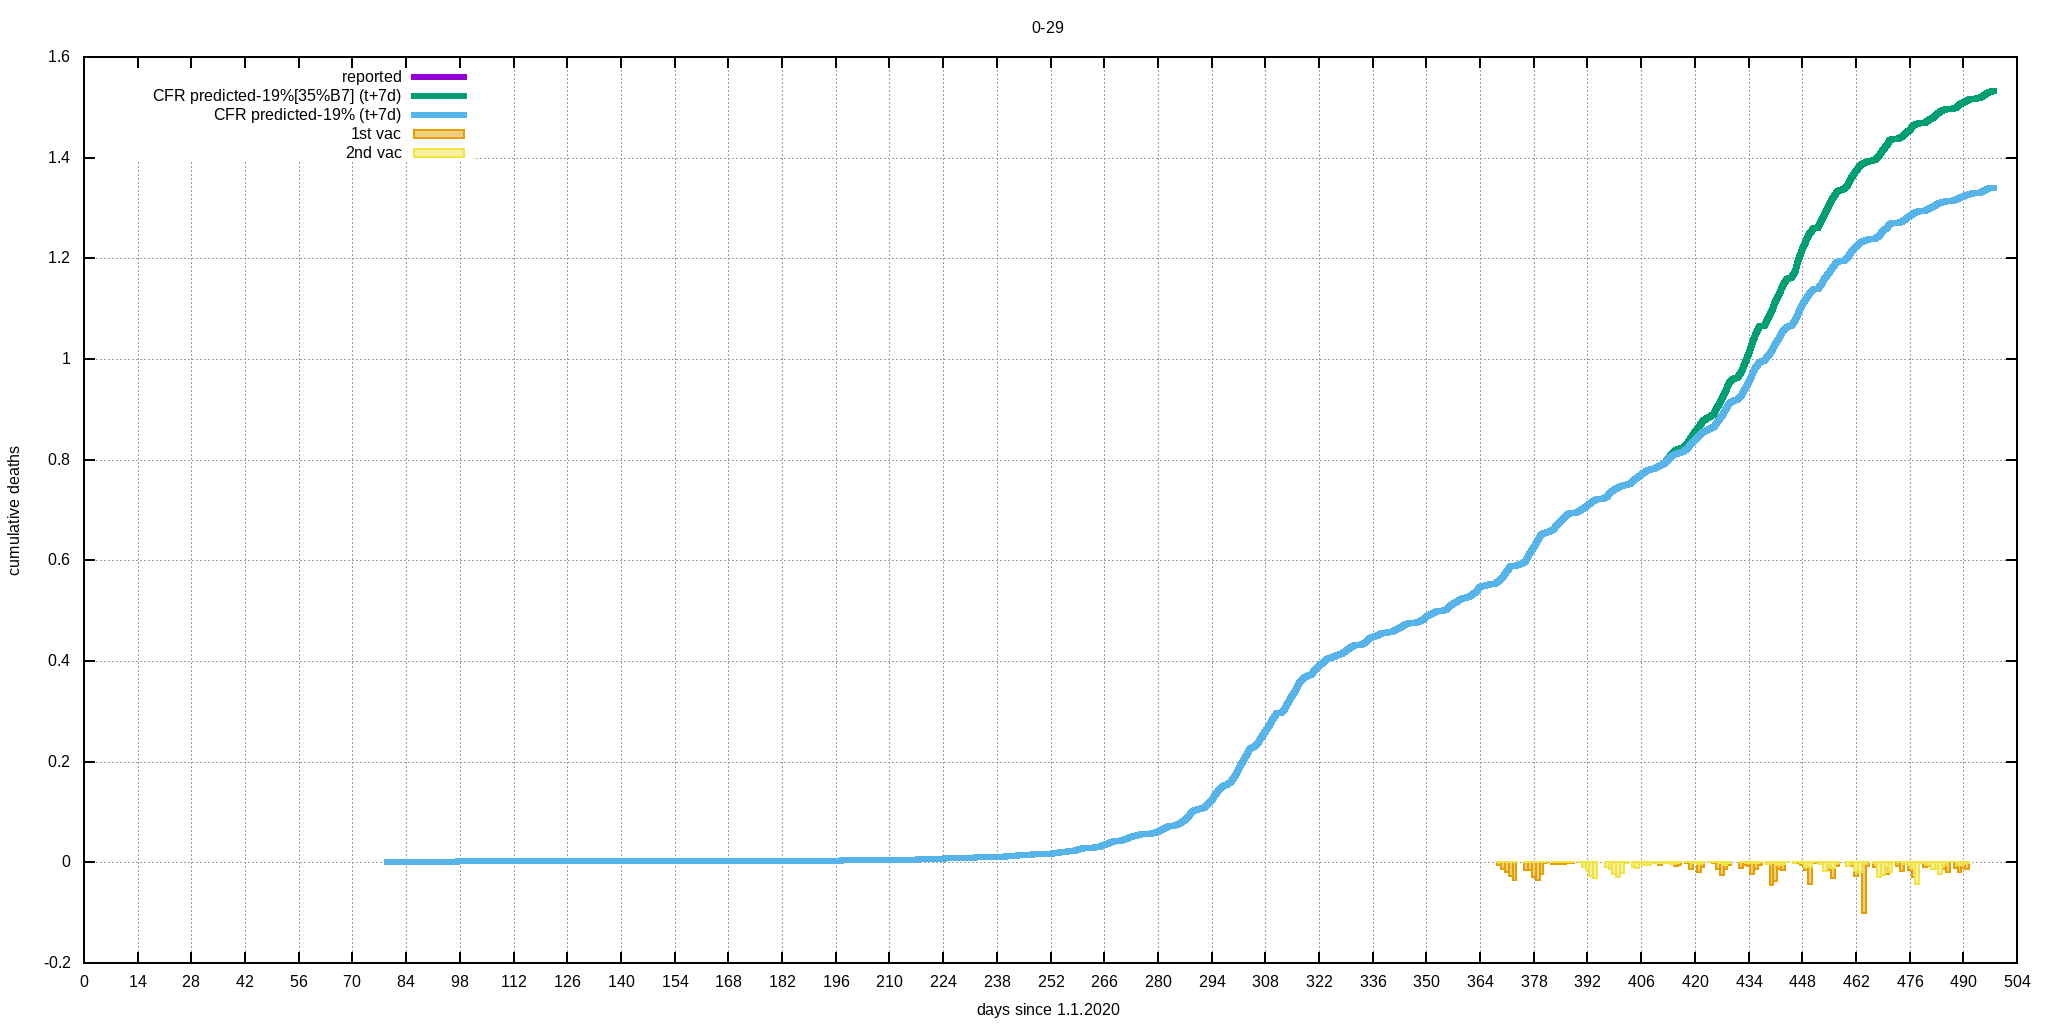 0-29
reported
CFR predicted-19%[35%B7] (t+7d)
CFR predicted-19% (t+7d)
1st vac
2nd vac
1.6
1.4
1.2
1
0.8
0.6
0.4
0.2
0
-0.2
cumulative deaths
0 14 28 42 56 70 84 98 112 126 140 154 168 182 196 210 224 238 252 266 280 294 308 322 336 350 364 378 392 406 420 434 448 462 476 490 504
days since 1.1.2020